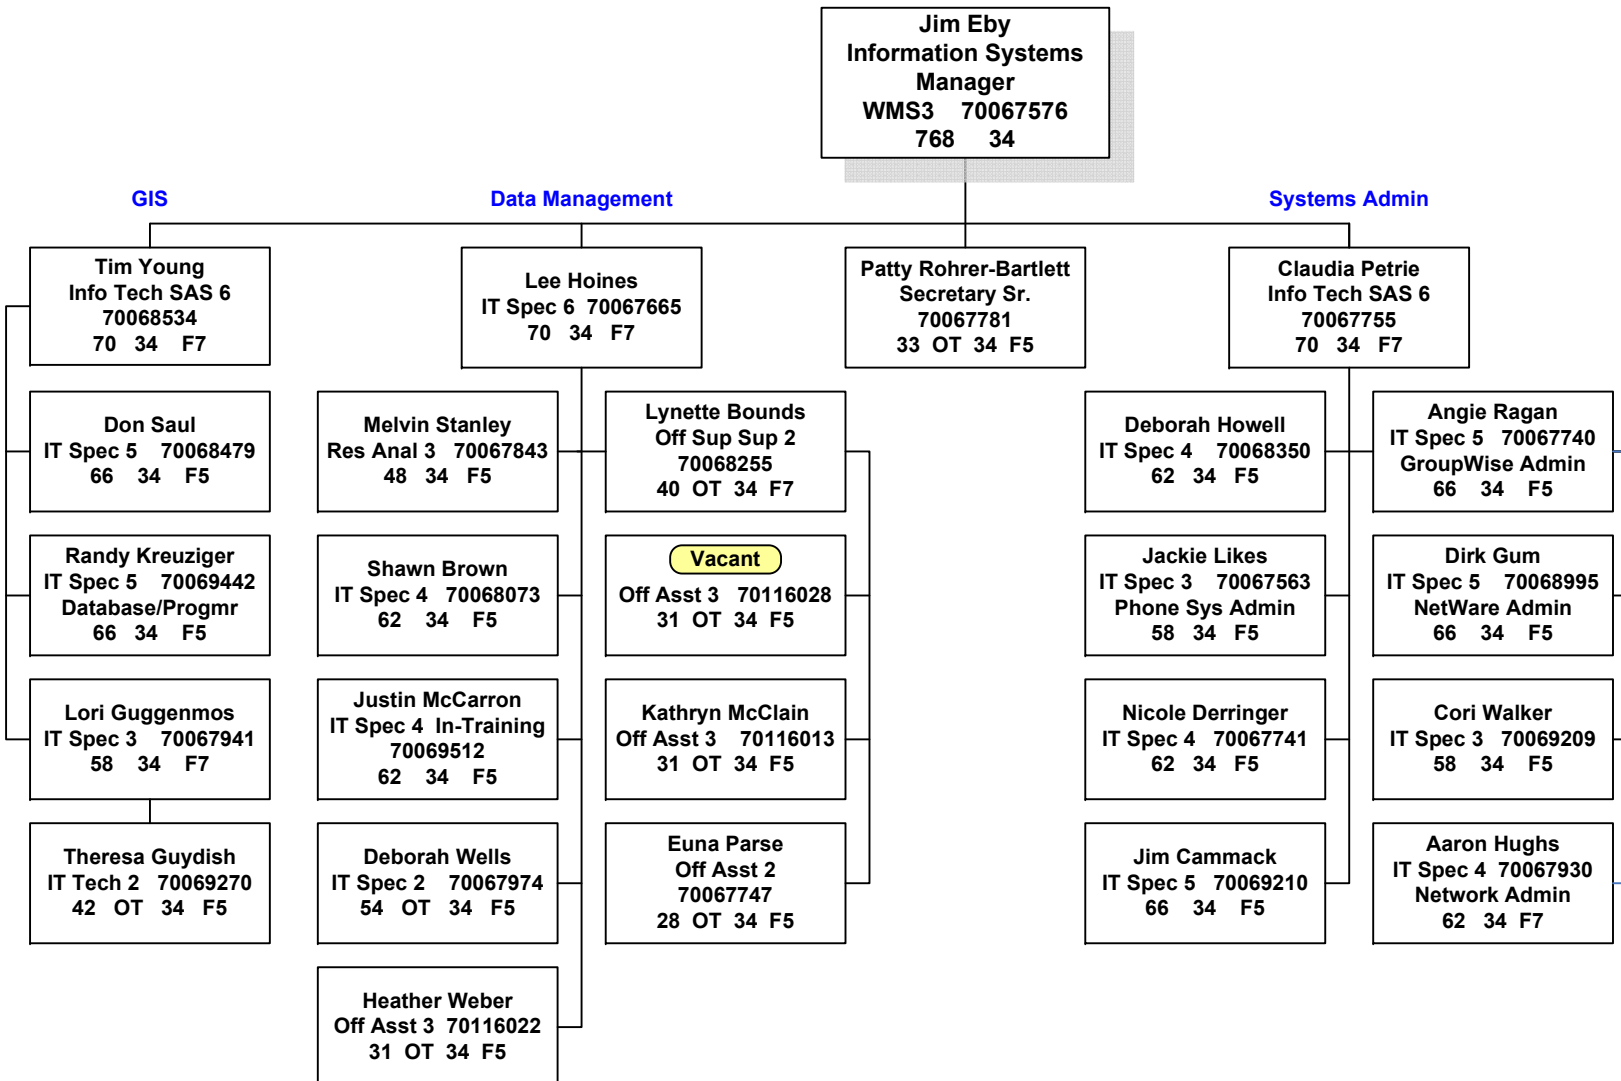 Jim Eby
Information Systems
Manager
WMS3 70067576
768 34
GIS
Data Management
Systems Admin
Tim Young
Info Tech SAS 6
70068534
70 34 F7
Lee Hoines
IT Spec 6 70067665
70 34 F7
Patty Rohrer-Bartlett
Secretary Sr.
70067781
33 OT 34 F5
Claudia Petrie
Info Tech SAS 6
70067755
70 34 F7
Don Saul
IT Spec 5 70068479
66 34 F5
Melvin Stanley
Res Anal 3 70067843
48 34 F5
Lynette Bounds
Off Sup Sup 2
70068255
40 OT 34 F7
Deborah Howell
IT Spec 4 70068350
62 34 F5
Angie Ragan
IT Spec 5 70067740
GroupWise Admin
66 34 F5
Randy Kreuziger
IT Spec 5 70069442
Database/Progmr
66 34 F5
Shawn Brown
IT Spec 4 70068073
62 34 F5
Vacant
Off Asst 3 70116028
31 OT 34 F5
Jackie Likes
IT Spec 3 70067563
Phone Sys Admin
58 34 F5
Dirk Gum
IT Spec 5 70068995
NetWare Admin
66 34 F5
Lori Guggenmos
IT Spec 3 70067941
58 34 F7
Justin McCarron
IT Spec 4 In-Training
70069512
62 34 F5
Kathryn McClain
Off Asst 3 70116013
31 OT 34 F5
Nicole Derringer
IT Spec 4 70067741
62 34 F5
Cori Walker
IT Spec 3 70069209
58 34 F5
Theresa Guydish
IT Tech 2 70069270
42 OT 34 F5
Deborah Wells
IT Spec 2 70067974
54 OT 34 F5
Euna Parse
Off Asst 2
70067747
28 OT 34 F5
Jim Cammack
IT Spec 5 70069210
66 34 F5
Aaron Hughs
IT Spec 4 70067930
Network Admin
62 34 F7
Heather Weber
Off Asst 3 70116022
31 OT 34 F5